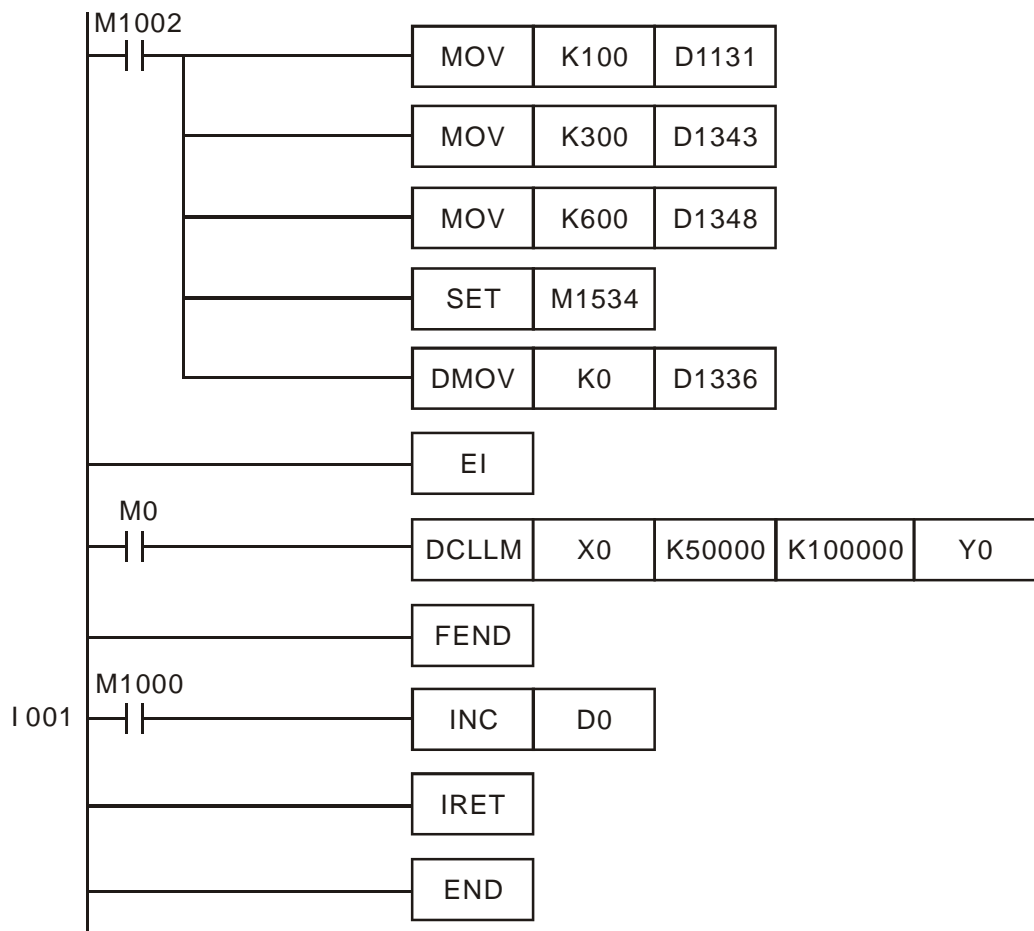 M1002
MOV K100 D1131
MOV K300 D1343
MOV K600 D1348
SET M1534
DMOV K0 D1336
EI
M0
DCLLM X0 K50000 K100000 Y0
FEND
M1000
I 001 INC D0
IRET
END